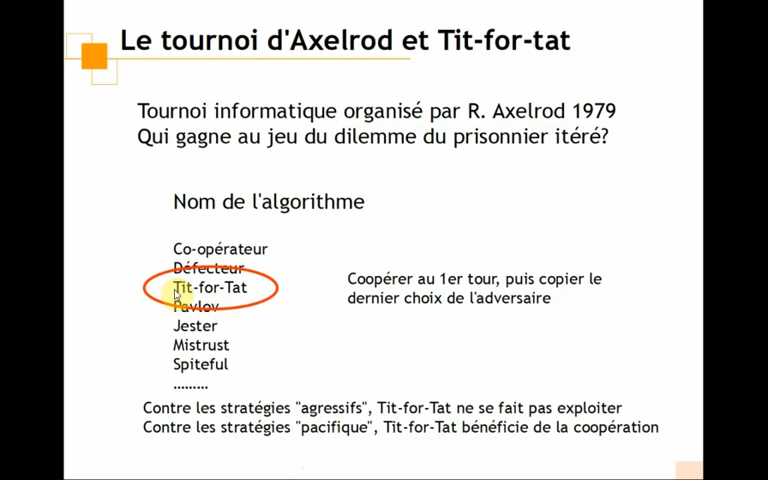 Le tournoi d'Axelrod et Tit-for-tat
Tournoi informatique organisé par R. Axelrod 1979
Qui gagne au jeu du dilemme du prisonnier itéré?
Nom de l'algorithme
Co-opérateur
Défecteur
Tit-for-Tat
Coopérer au 1er tour, puis copier le
dernier choix de l'adversaire
Pavlov
Jester
Mistrust
Spiteful
.........
Contre les stratégies "agressifs", Tit-for-Tat ne se fait pas exploiter
Contre les stratégies "pacifique", Tit-for-Tat bénéficie de la coopération